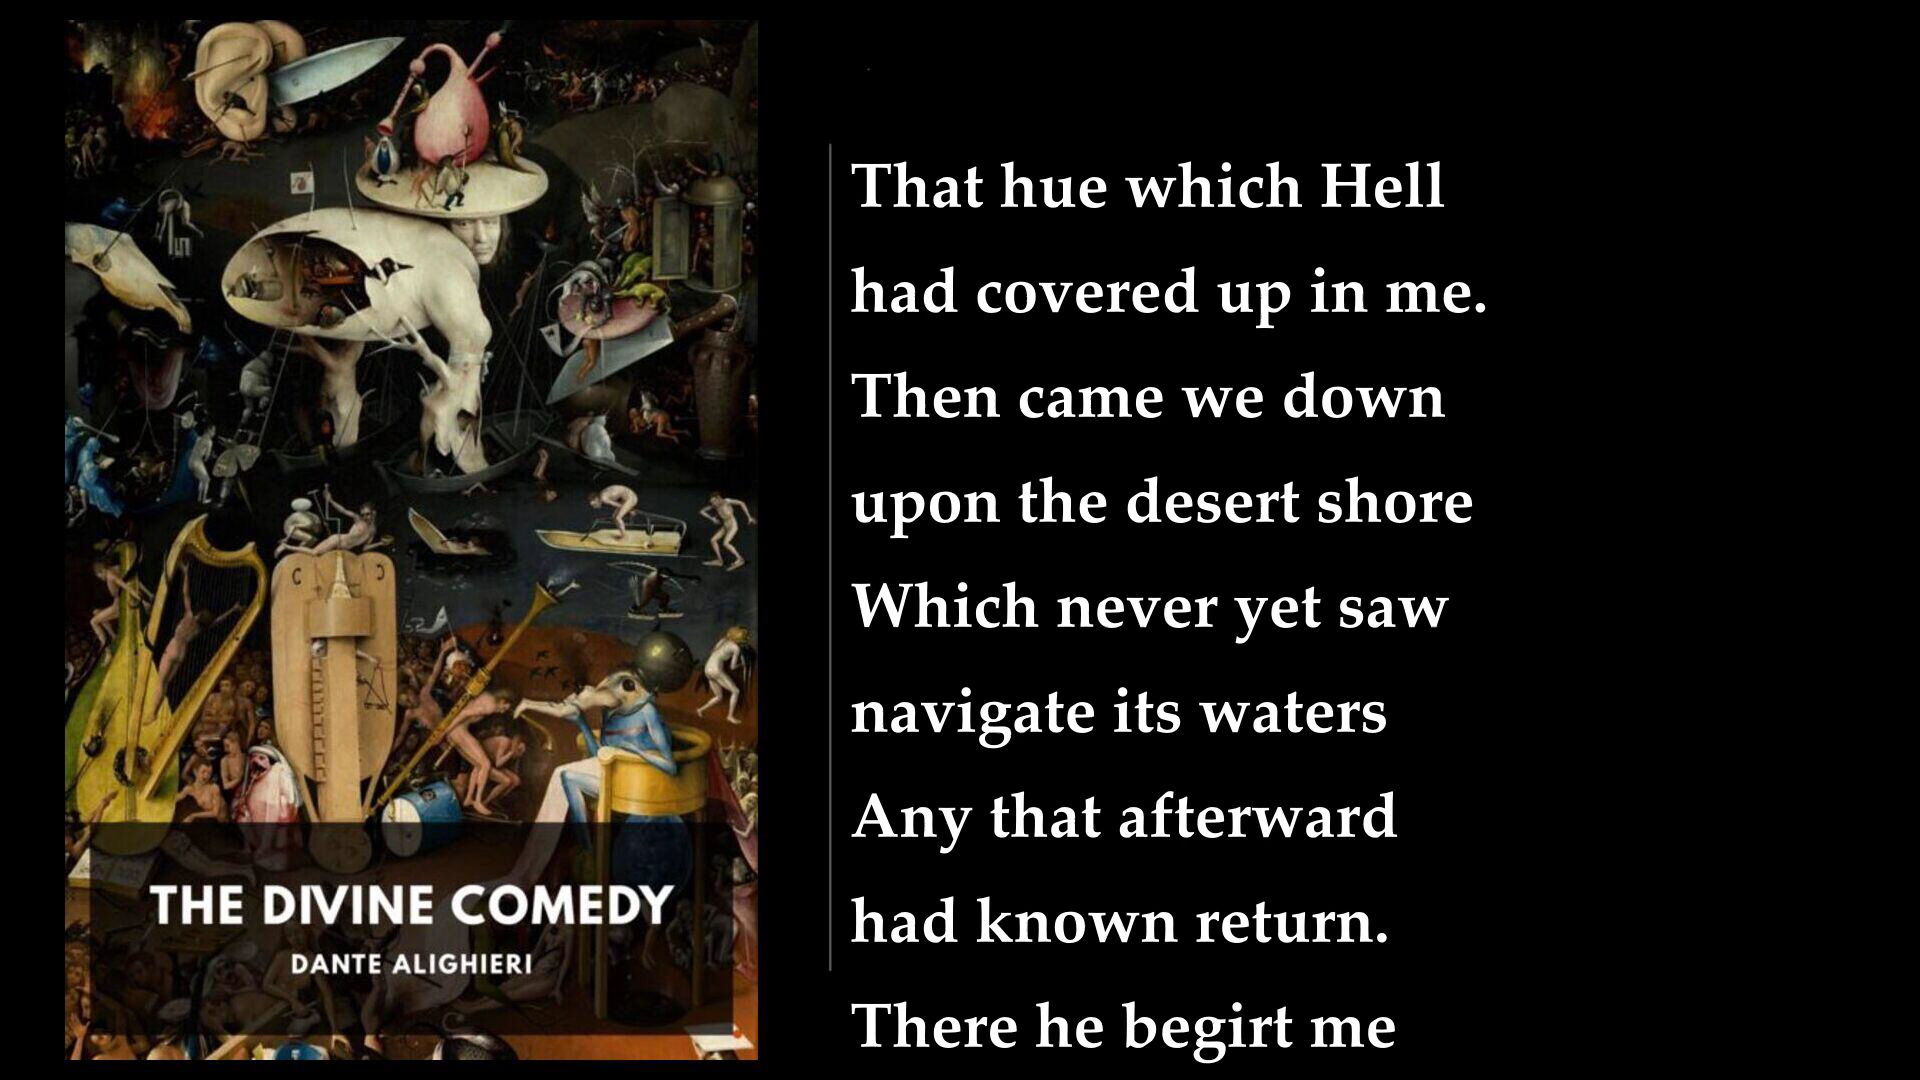 THE DIVINE COMEDY
DANTE ALIGHIERI
That hue which Hell
had covered up in me.
Then came we down
upon the desert shore
Which never yet saw
navigate its waters
Any that afterward
had known return.
There he begirt me